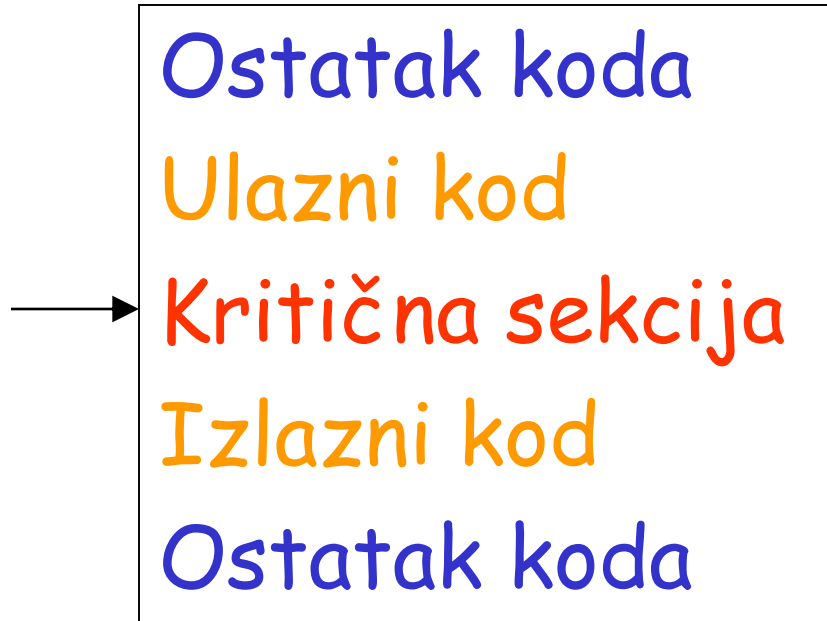 Ostatak koda
Ulazni kod
Kritična sekcija
Izlazni kod
Ostatak koda